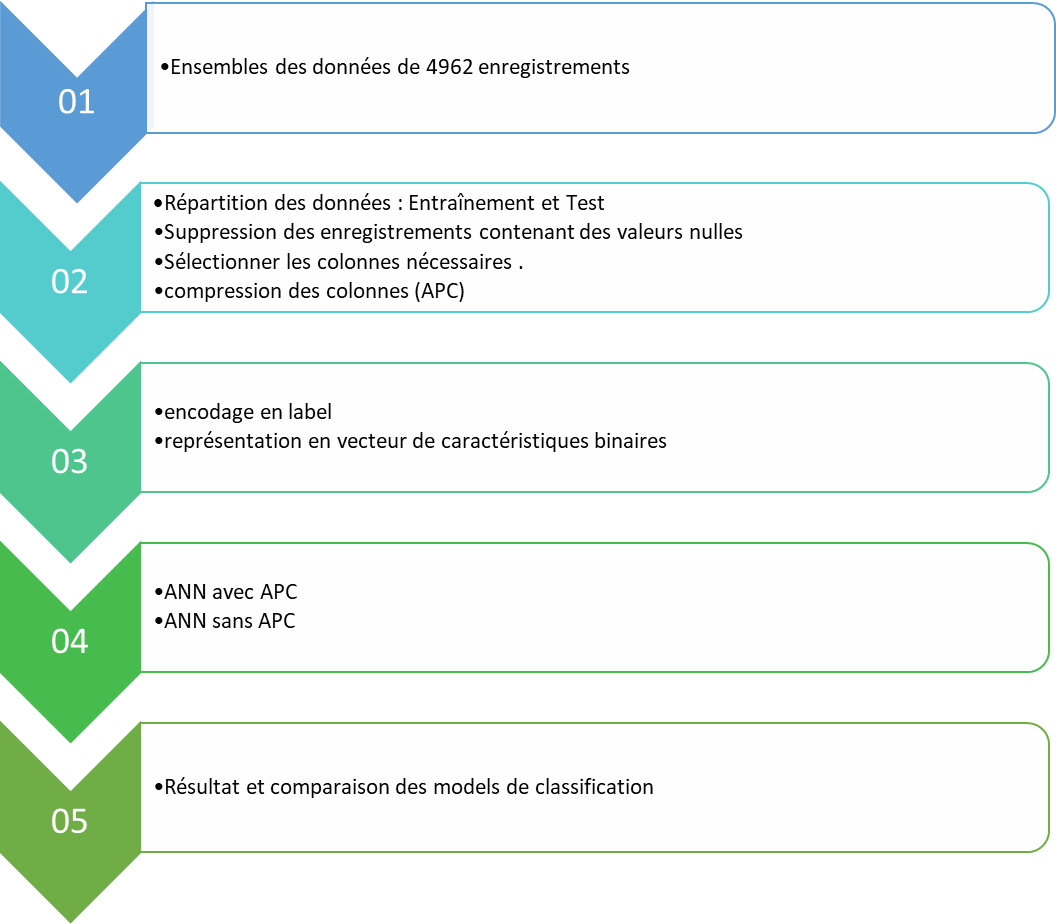 01
•Ensembles des données de 4962 enregistrements
02
•Répartition des données : Entraînement et Test
•Suppression des enregistrements contenant des valeurs nulles
•Sélectionner les colonnes nécessaires .
•compression des colonnes (APC)
03
•encodage en label
•représentation en vecteur de caractéristiques binaires
04
•ANN avec APC
•ANN sans APC
05
•Résultat et comparaison des models de classification